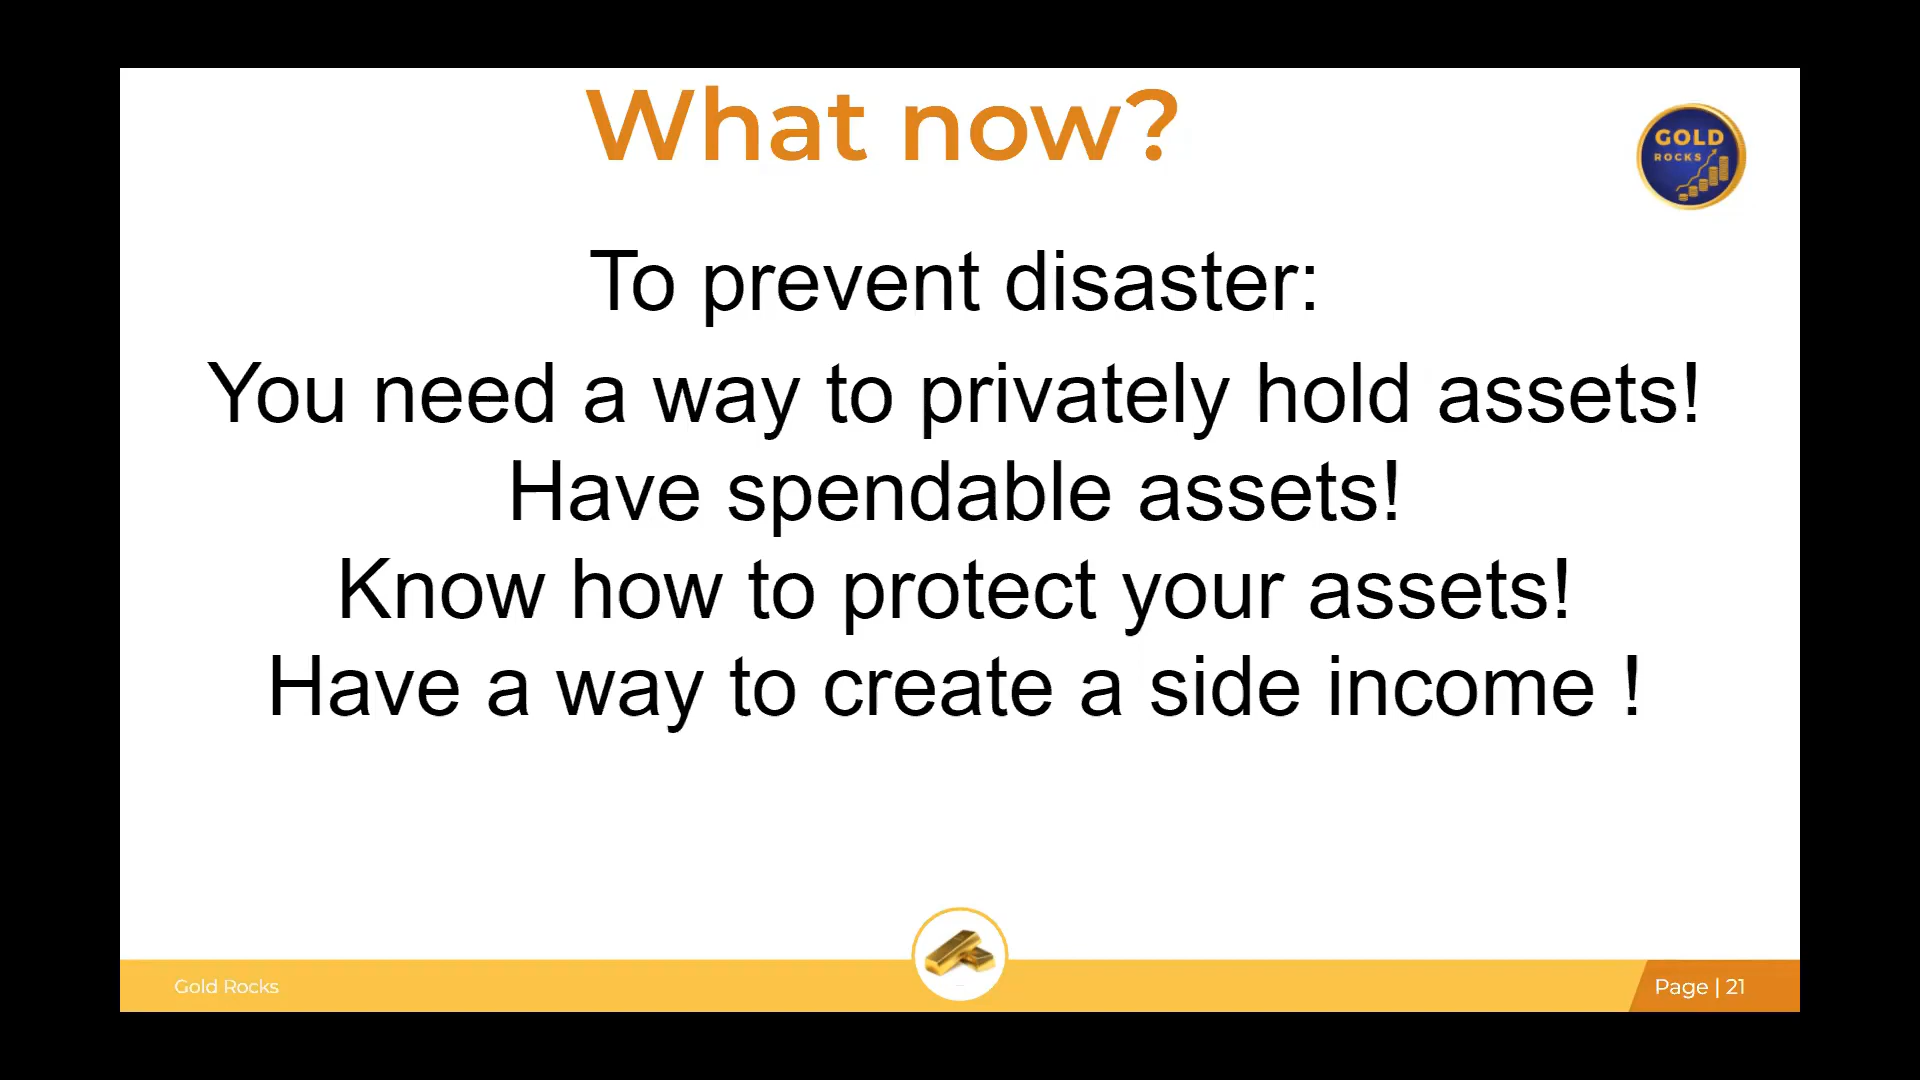 What now?
GOLD
ROCKS
To prevent disaster:
You need a way to privately hold assets!
Have spendable assets!
Know how to protect your assets!
Have a way to create a side income !
Gold Rocks
Page | 21